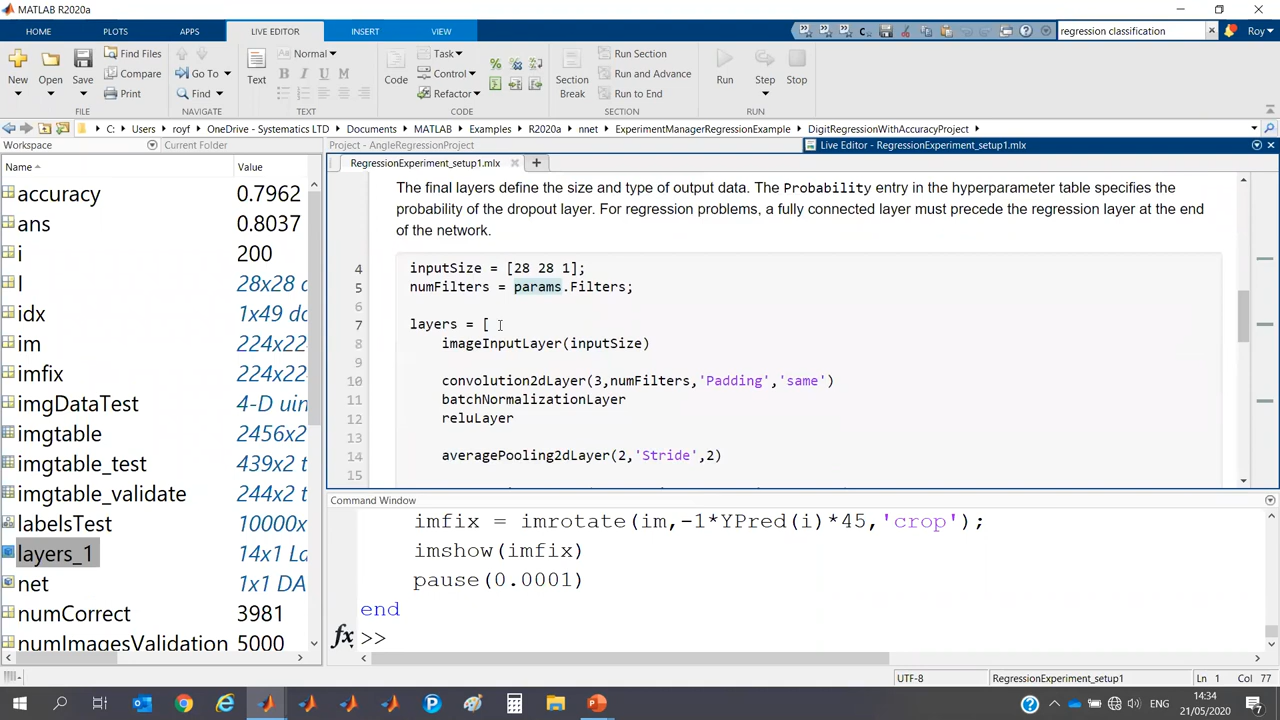 MATLAB R2020a
HOME PLOTS APPS LIVE EDITOR INSERT VIEW regression classification Roy
New Open Save Find Files Compare Print Go To Find Text Normal B I U M Code Task Control Refactor Section Break Run Section Run and Advance Run to End Run Step Stop
FILE NAVIGATE TEXT CODE SECTION RUN
C: Users royf OneDrive - Systematics LTD Documents MATLAB Examples R2020a nnet ExperimentManagerRegressionExample DigitRegressionWithAccuracyProject
Workspace Current Folder
Name Value
accuracy 0.7962
ans 0.8037
i 200
I 28x28
idx 1x49
im 224x22
imfix 224x22
imgDataTest 4-D uin
imgtable 2456x2
imgtable_test 439x2 t
imgtable_validate 244x2 t
labelsTest 10000x
layers_1 14x1 La
net 1x1 DA
numCorrect 3981
numImagesValidation 5000
Project - AngleRegressionProject
Live Editor - RegressionExperiment_setup1.mlx
RegressionExperiment_setup1.mlx
The final layers define the size and type of output data. The Probability entry in the hyperparameter table specifies the
probability of the dropout layer. For regression problems, a fully connected layer must precede the regression layer at the end
of the network.
4 inputSize = [28 28 1];
5 numFilters = params.Filters;
6
7 layers = [
8 imageInputLayer(inputSize)
9
10 convolution2dLayer(3,numFilters,'Padding','same')
11 batchNormalizationLayer
12 reluLayer
13
14 averagePooling2dLayer(2,'Stride',2)
15
Command Window
imfix = imrotate(im,-1*YPred(i)*45,'crop');
imshow(imfix)
pause(0.0001)
end
fx >>
UTF-8 RegressionExperiment_setup1 Ln 1 Col 77
ENG 14:34
21/05/2020
7